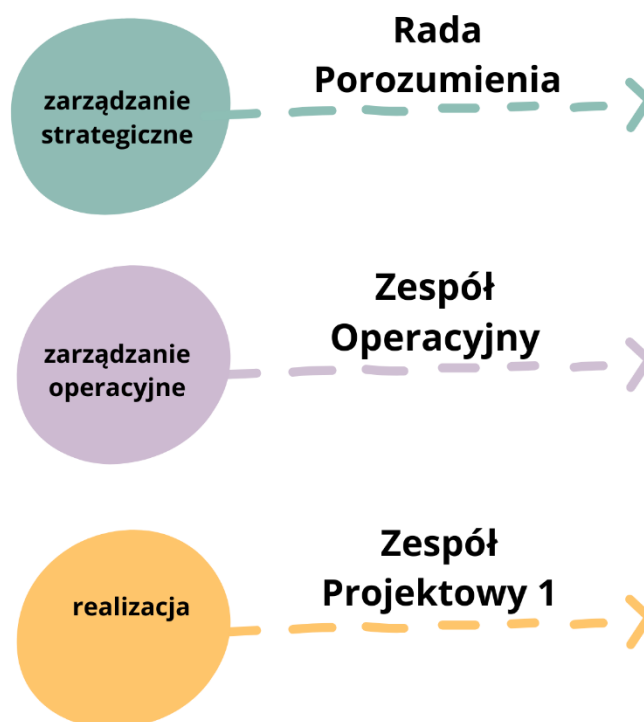 Rada
Porozumienia
zarządzanie
strategiczne
Zespół
Operacyjny
zarządzanie
operacyjne
Zespół
Projektowy 1
realizacja